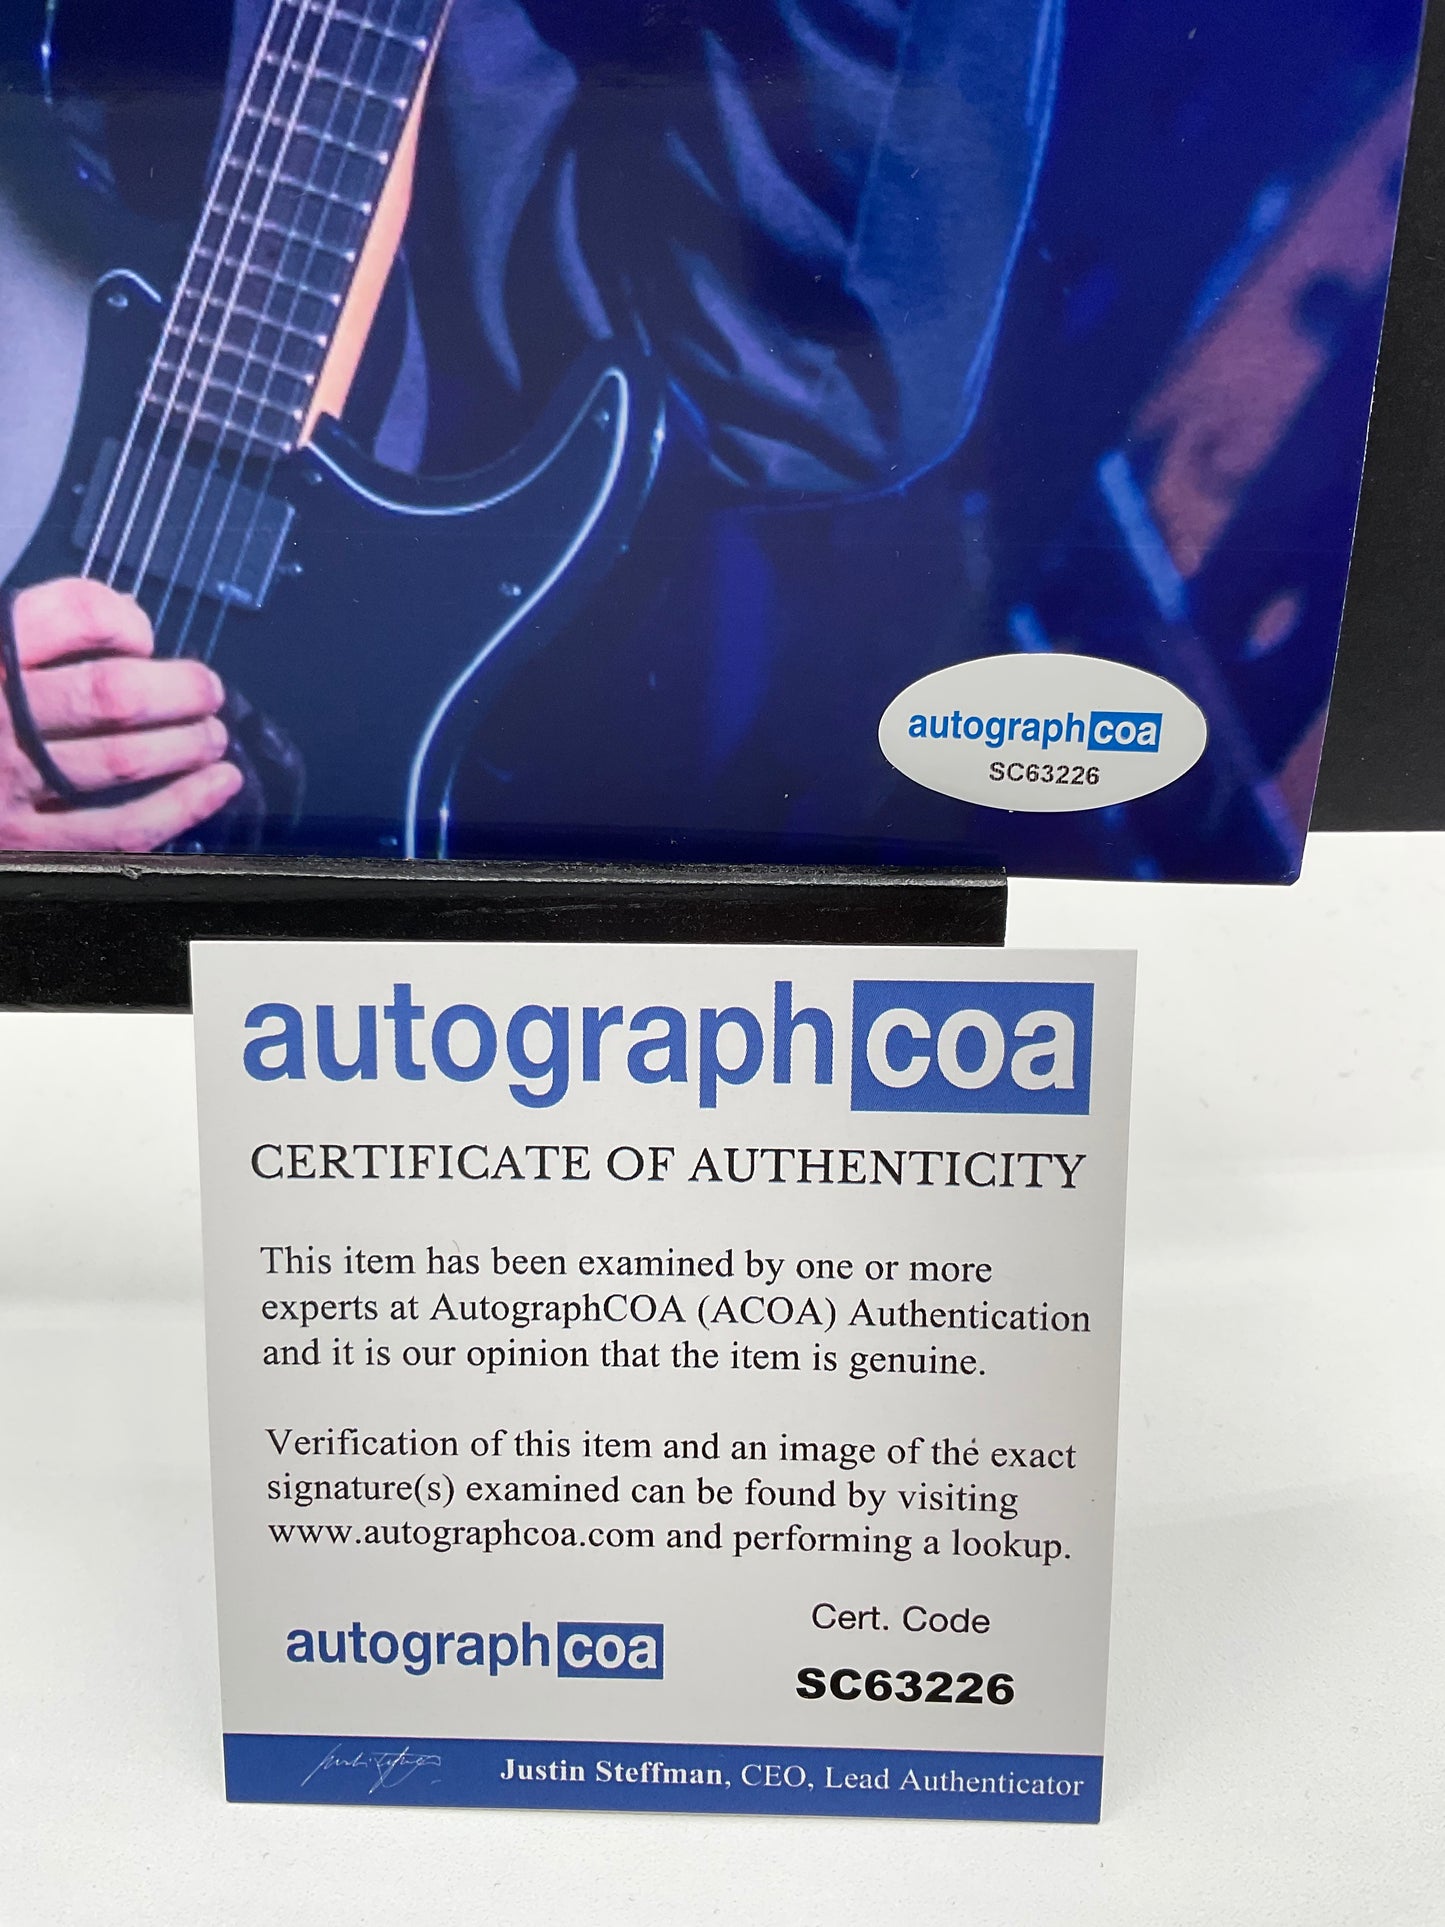 autographcoa
SC63226
autographcoa
CERTIFICATE OF AUTHENTICITY
This item has been examined by one or more
experts at AutographCOA (ACOA) Authentication
and it is our opinion that the item is genuine.
Verification of this item and an image of the exact
signature(s) examined can be found by visiting
www.autographcoa.com and performing a lookup.
autographcoa
Cert. Code
SC63226
Justin Steffman, CEO, Lead Authenticator